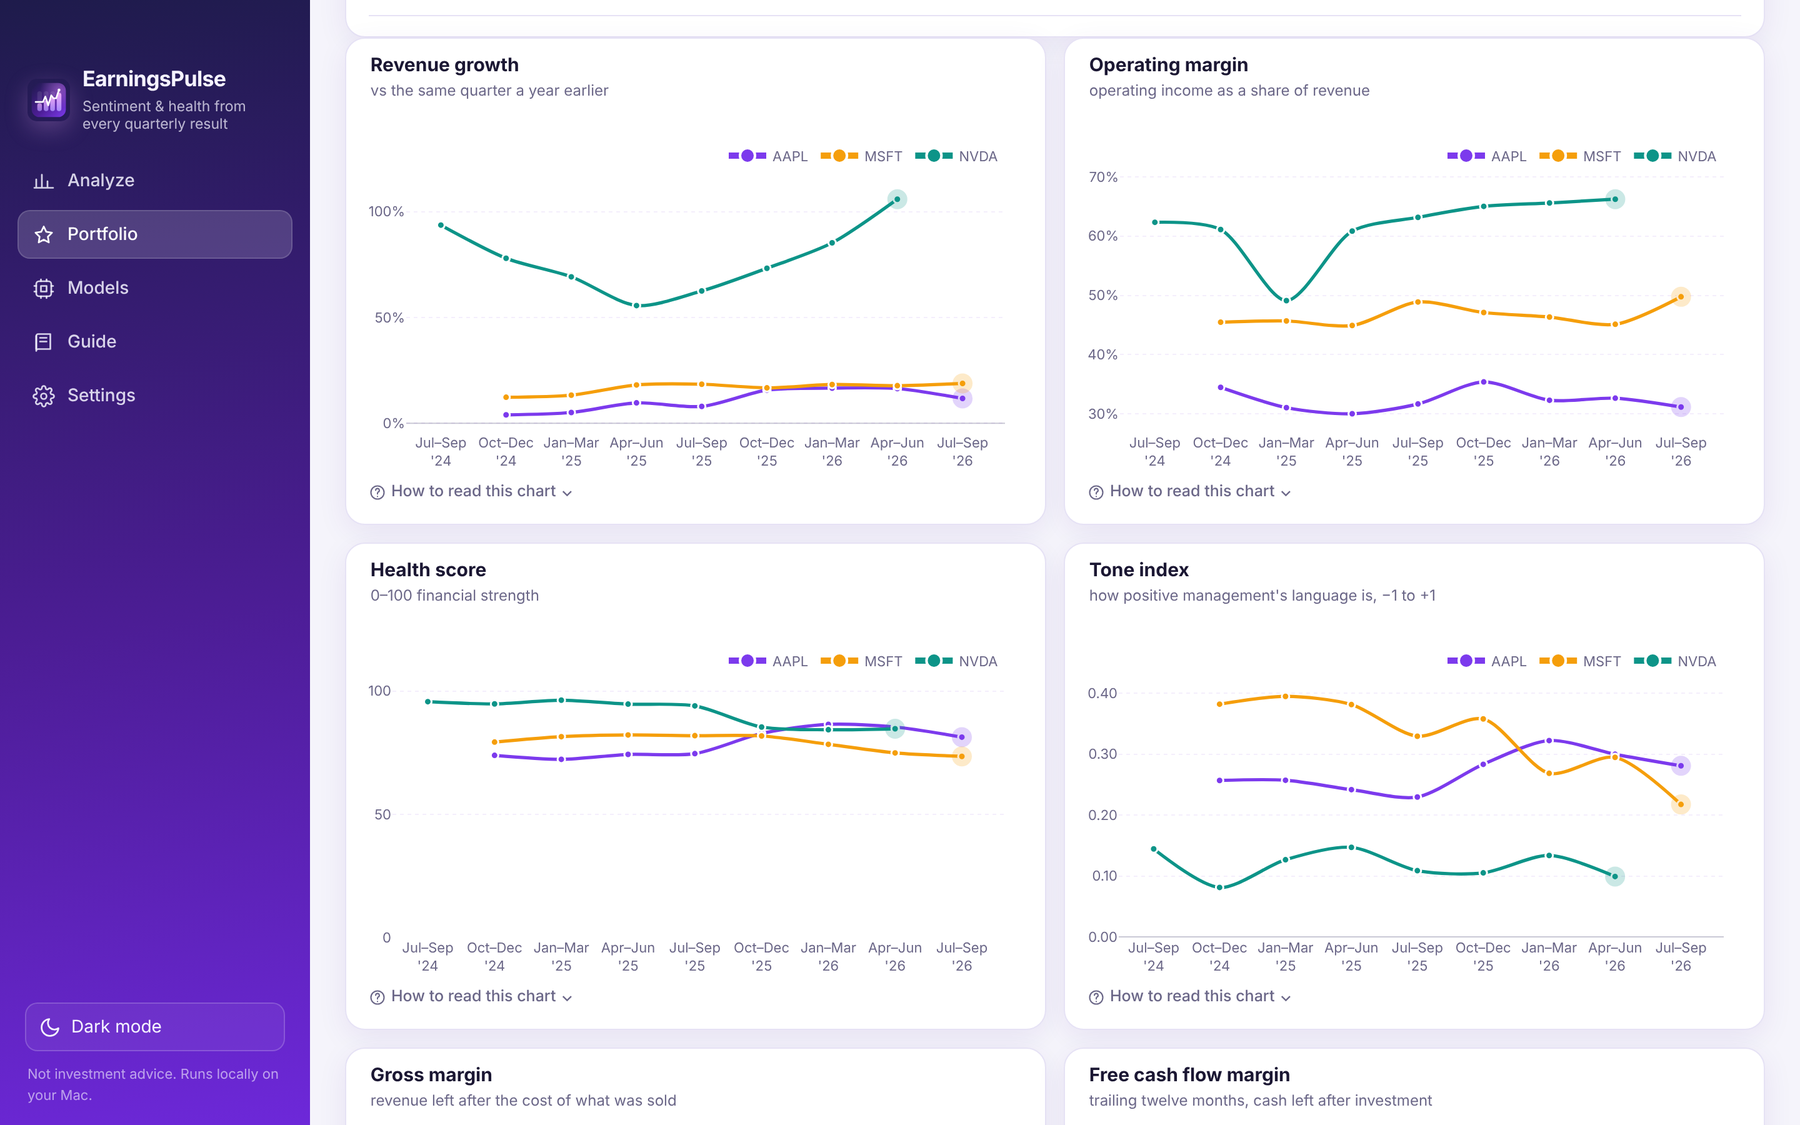 EarningsPulse
Sentiment & health from
every quarterly result
Analyze
Portfolio
Models
Guide
Settings
Dark mode
Not investment advice. Runs locally on
your Mac.
Revenue growth
vs the same quarter a year earlier
AAPL MSFT NVDA
100%
50%
0%
Jul–Sep Oct–Dec Jan–Mar Apr–Jun Jul–Sep Oct–Dec Jan–Mar Apr–Jun Jul–Sep
'24 '24 '25 '25 '25 '25 '26 '26 '26
How to read this chart
Operating margin
operating income as a share of revenue
AAPL MSFT NVDA
70%
60%
50%
40%
30%
Jul–Sep Oct–Dec Jan–Mar Apr–Jun Jul–Sep Oct–Dec Jan–Mar Apr–Jun Jul–Sep
'24 '24 '25 '25 '25 '25 '26 '26 '26
How to read this chart
Health score
0–100 financial strength
AAPL MSFT NVDA
100
50
0
Jul–Sep Oct–Dec Jan–Mar Apr–Jun Jul–Sep Oct–Dec Jan–Mar Apr–Jun Jul–Sep
'24 '24 '25 '25 '25 '25 '26 '26 '26
How to read this chart
Tone index
how positive management's language is, −1 to +1
AAPL MSFT NVDA
0.40
0.30
0.20
0.10
0.00
Jul–Sep Oct–Dec Jan–Mar Apr–Jun Jul–Sep Oct–Dec Jan–Mar Apr–Jun Jul–Sep
'24 '24 '25 '25 '25 '25 '26 '26 '26
How to read this chart
Gross margin
revenue left after the cost of what was sold
Free cash flow margin
trailing twelve months, cash left after investment